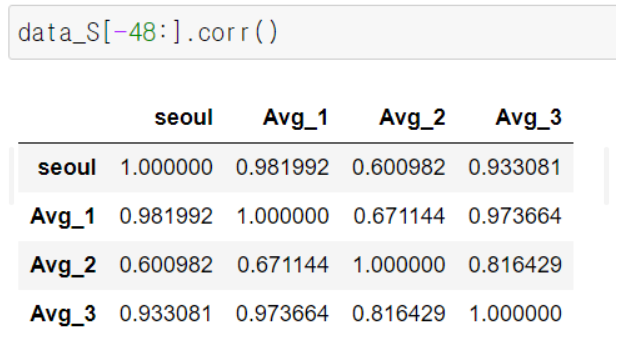 data_S[-48:].corr()
seoul Avg_1 Avg_2 Avg_3
seoul 1.000000 0.981992 0.600982 0.933081
Avg_1 0.981992 1.000000 0.671144 0.973664
Avg_2 0.600982 0.671144 1.000000 0.816429
Avg_3 0.933081 0.973664 0.816429 1.000000